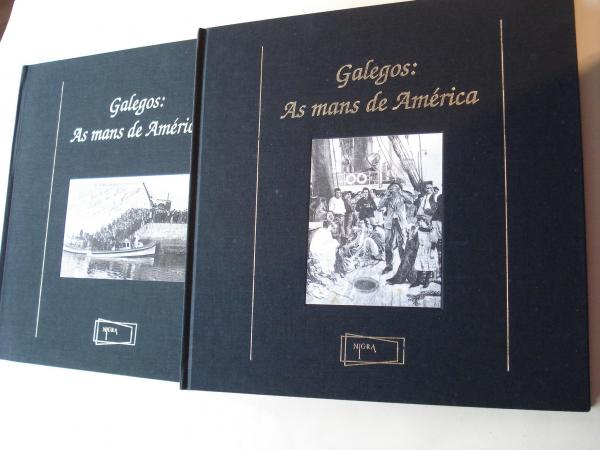 Galegos:
As mans de Améric
NIGRA
Galegos:
As mans de América
NIGRA